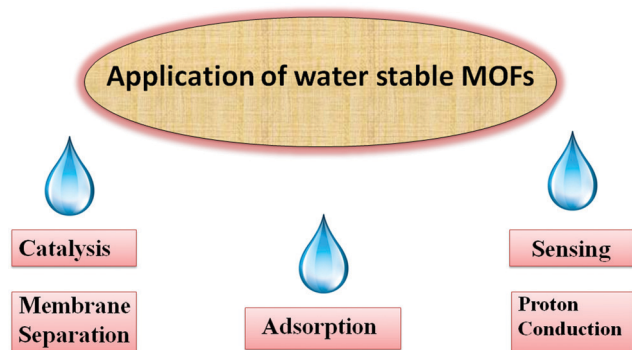 Application of water stable MOFs
Catalysis
Sensing
Membrane
Separation
Adsorption
Proton
Conduction